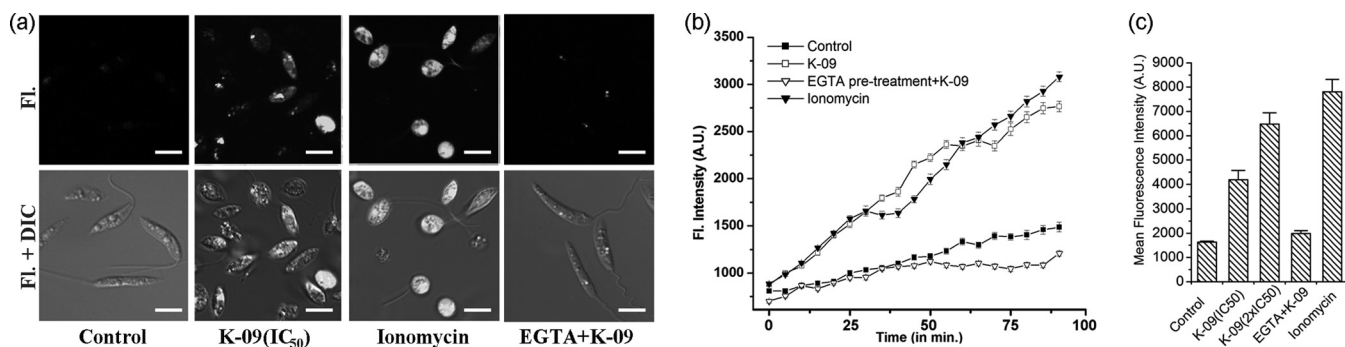 (a)
Fl.
Fl. + DIC
Control
K-09(IC50)
Ionomycin
EGTA+K-09
(b)
Fl. Intensity (A.U.)
3500
3000
2500
2000
1500
1000
Control
K-09
EGTA pre-treatment+K-09
Ionomycin
0
25
50
75
100
Time (in min.)
(c)
Mean Fluorescence Intensity (A.U.)
9000
8000
7000
6000
5000
4000
3000
2000
1000
0
Control
K-09(IC50)
K-09(2xIC50)
EGTA+K-09
Ionomycin